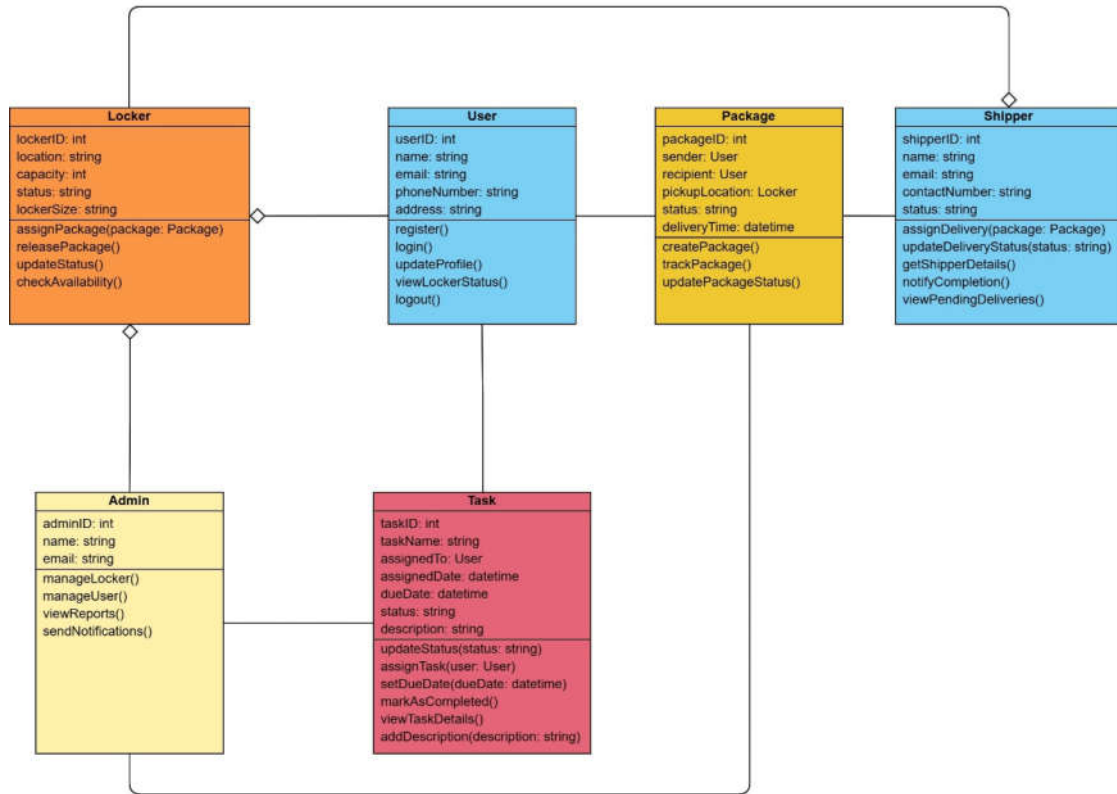 Locker
lockerID: int
location: string
capacity: int
status: string
lockerSize: string
assignPackage(package: Package)
releasePackage()
updateStatus()
checkAvailability()
User
userID: int
name: string
email: string
phoneNumber: string
address: string
register()
login()
updateProfile()
viewLockerStatus()
logout()
Package
packageID: int
sender: User
recipient: User
pickupLocation: Locker
status: string
deliveryTime: datetime
createPackage()
trackPackage()
updatePackageStatus()
Shipper
shipperID: int
name: string
email: string
contactNumber: string
status: string
assignDelivery(package: Package)
updateDeliveryStatus(status: string)
getShipperDetails()
notifyCompletion()
viewPendingDeliveries()
Admin
adminID: int
name: string
email: string
manageLocker()
manageUser()
viewReports()
sendNotifications()
Task
taskID: int
taskName: string
assignedTo: User
assignedDate: datetime
dueDate: datetime
status: string
description: string
updateStatus(status: string)
assignTask(user: User)
setDueDate(dueDate: datetime)
markAsCompleted()
viewTaskDetails()
addDescription(description: string)